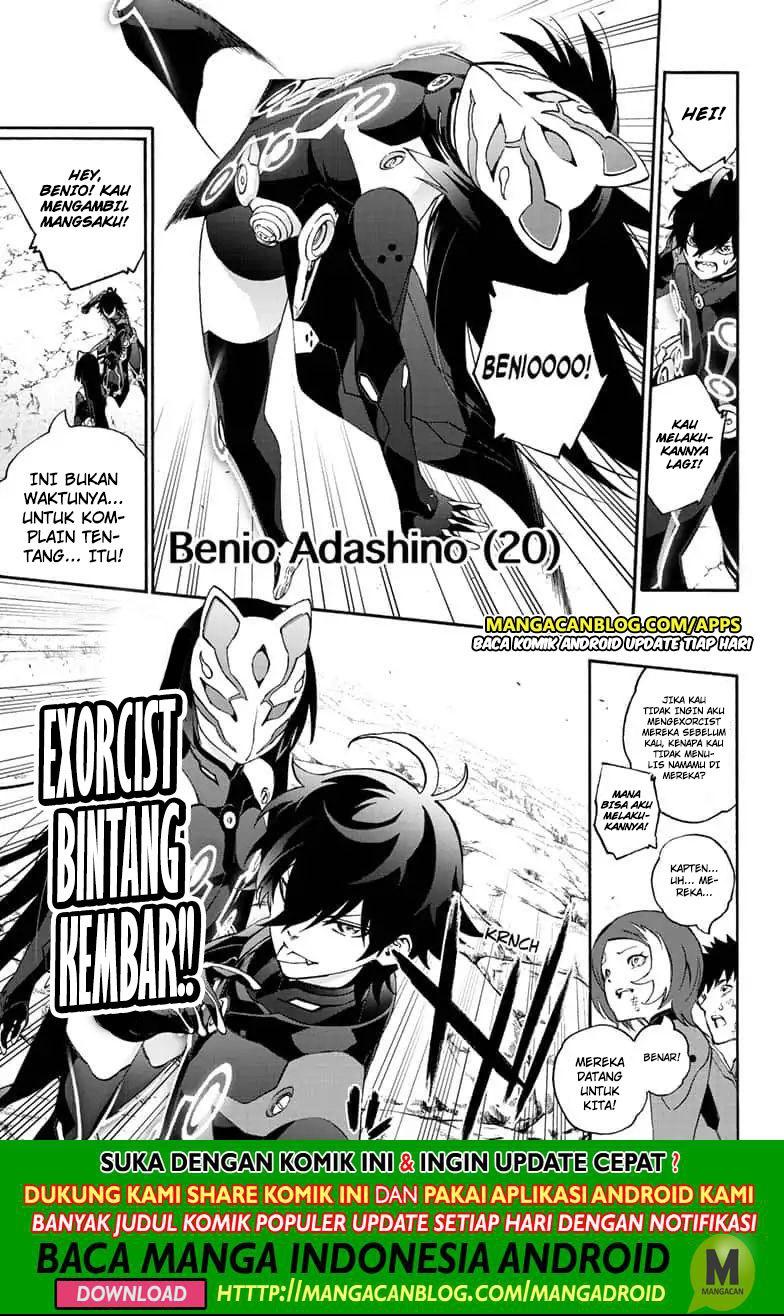 HEI!
KAU
MELAKU-
KANNYA
LAGI!
BENIOOOO!
Benio Adashino (20)
HEY,
BENIO! KAU
MENGAMBIL
MANGSAKU!
INI BUKAN
WAKTUNYA...
UNTUK KOM-
PLAIN TEN-
TANG... ITU!
MANGACANBLOG.COM/APPS
BACA KOMIK ANDROID UPDATE TIAP HARI
JIKA KAU
TIDAK INGIN AKU
MENGEXORCIST
MEREKA SEBELUM
KAU, KENAPA KAU
TIDAK MENU-
LIS NAMAMU DI
MEREKA?
MANA
BISA AKU
MELAKU-
KANNYA!
KAPTEN...
UH... ME-
REKA...
BENAR!
MEREKA
DATANG
UNTUK
KITA!
KRNCH
EXORCIST
BINTANG
KEMBAR!!
SUKA DENGAN KOMIK INI & INGIN UPDATE CEPAT ?
DUKUNG KAMI SHARE KOMIK INI DAN PAKAI APLIKASI ANDROID KAMI
BANYAK JUDUL KOMIK POPULER UPDATE SETIAP HARI DENGAN NOTIFIKASI
BACA MANGA INDONESIA ANDROID
DOWNLOAD
HTTTP://MANGACANBLOG.COM/MANGADROID
M
MANGACAN